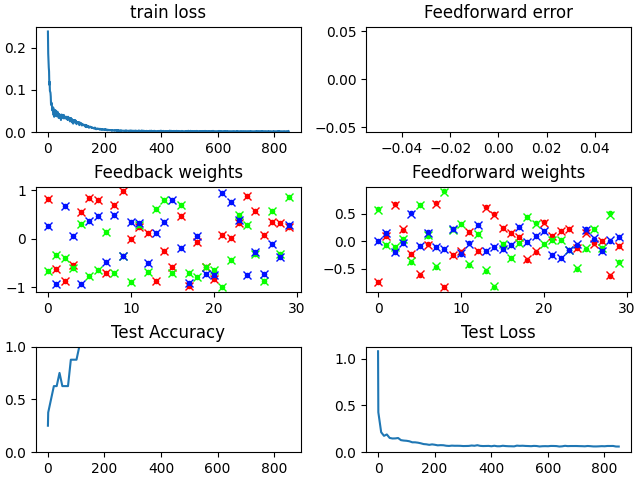 train loss
Feedforward error
0.2
0.1
0.0
0 200 400 600 800
0.05
0.00
−0.05
−0.04 −0.02 0.00 0.02 0.04
Feedback weights
Feedforward weights
1
0
−1
0 10 20 30
0.5
0.0
−0.5
0 10 20 30
Test Accuracy
Test Loss
1.0
0.5
0.0
0 200 400 600 800
1.0
0.5
0.0
0 200 400 600 800